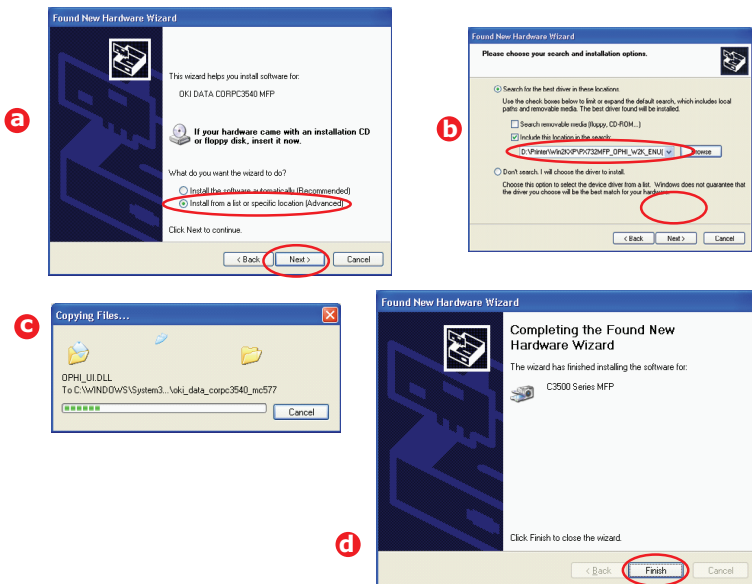 a
Found New Hardware Wizard
This wizard helps you install software for:
OKI DATA CORPC3540 MFP
If your hardware came with an installation CD
or floppy disk, insert it now.
What do you want the wizard to do?
Install the software automatically (Recommended)
Install from a list or specific location (Advanced)
Click Next to continue.
< Back
Next >
Cancel
b
Found New Hardware Wizard
Please choose your search and installation options.
Search for the best driver in these locations.
Use the check boxes below to limit or expand the default search, which includes local
paths and removable media. The best driver found will be installed.
Search removable media (floppy, CD-ROM...)
Include this location in the search:
D:\Printer\Win2KXP\PX732MFP_OPHI_W2K_ENU(
Browse
Don't search. I will choose the driver to install.
Choose this option to select the device driver from a list. Windows does not guarantee that
the driver you choose will be the best match for your hardware.
< Back
Next >
Cancel
c
Copying Files...
OPHI_UI.DLL
To C:\WINDOWS\System3...\oki_data_corpc3540_mc577
Cancel
d
Found New Hardware Wizard
Completing the Found New
Hardware Wizard
The wizard has finished installing the software for:
C3500 Series MFP
Click Finish to close the wizard.
< Back
Finish
Cancel